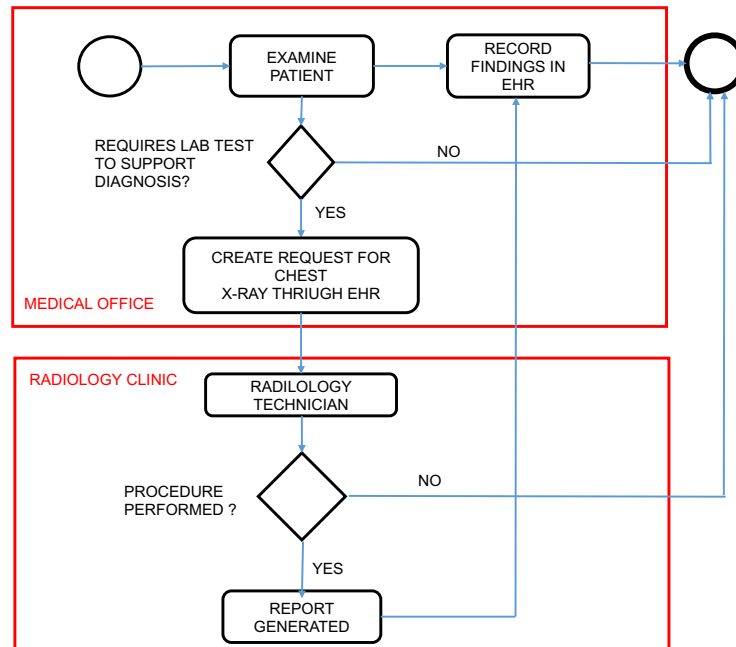 EXAMINE
PATIENT
RECORD
FINDINGS IN
EHR
REQUIRES LAB TEST
TO SUPPORT
DIAGNOSIS?
NO
YES
CREATE REQUEST FOR
CHEST
X-RAY THRIUGH EHR
MEDICAL OFFICE
RADIOLOGY CLINIC
RADILOLOGY
TECHNICIAN
PROCEDURE
PERFORMED ?
NO
YES
REPORT
GENERATED